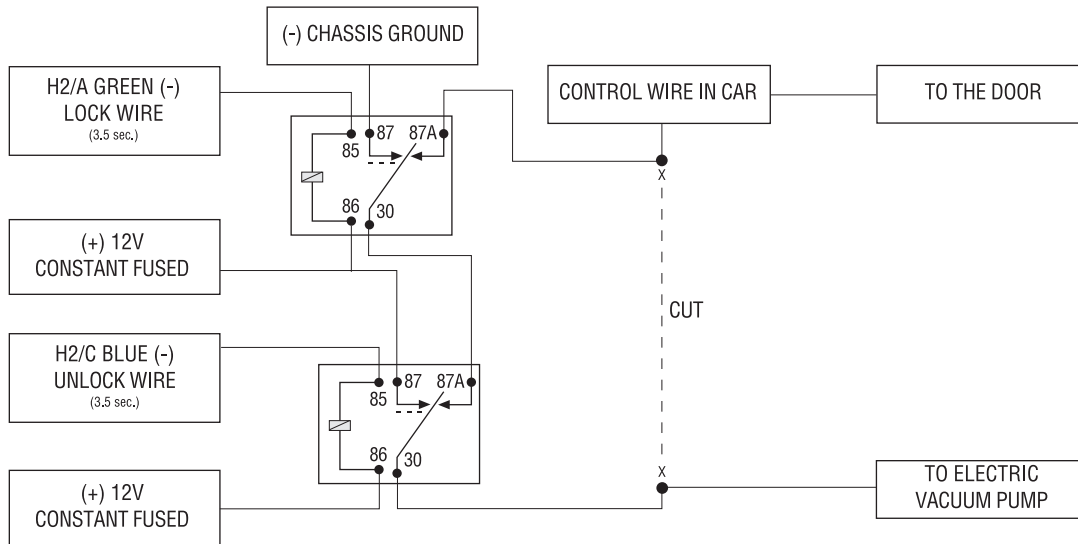 (-) CHASSIS GROUND
H2/A GREEN (-)
LOCK WIRE
(3.5 sec.)
CONTROL WIRE IN CAR
TO THE DOOR
87
87A
85
X
86
30
(+) 12V
CONSTANT FUSED
CUT
H2/C BLUE (-)
UNLOCK WIRE
(3.5 sec.)
87
87A
85
86
30
X
(+) 12V
CONSTANT FUSED
TO ELECTRIC
VACUUM PUMP